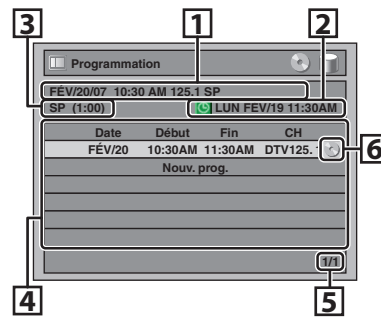 1
2
3
Programmation
FÉV/20/07 10:30 AM 125.1 SP
SP (1:00)
LUN FEV/19 11:30AM
Date Début Fin CH
FÉV/20 10:30AM 11:30AM DTV125. 1
6
Nouv. prog.
1/1
4
5